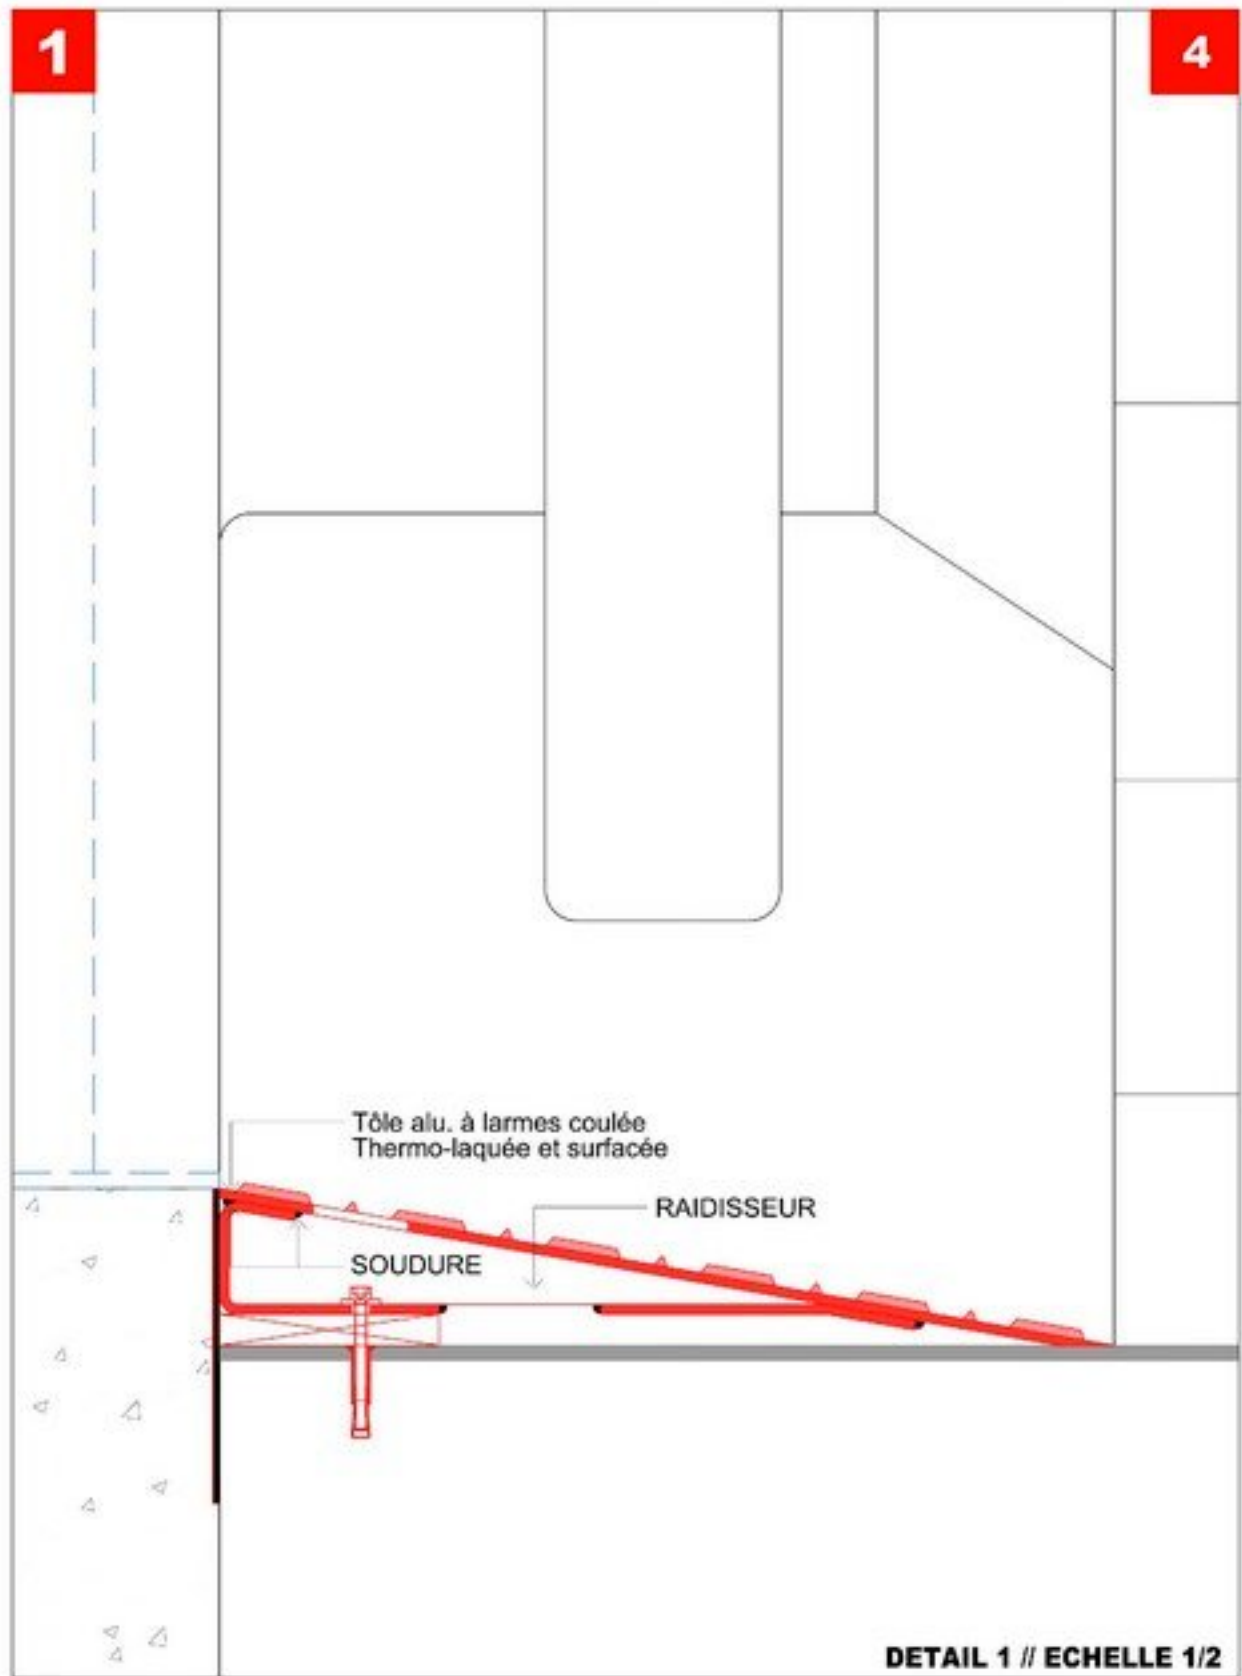 1
4
Tôle alu. à larmes coulée
Thermo-laquée et surfacée
RAIDISSEUR
SOUDURE
DETAIL 1 // ECHELLE 1/2